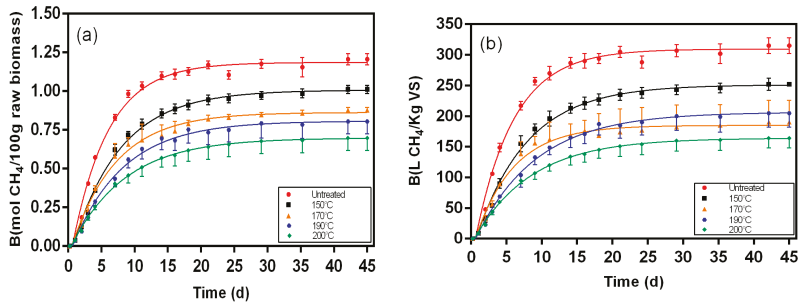 (a)
B(mol CH4/100g raw biomass)
1.50
1.25
1.00
0.75
0.50
0.25
0.00
0 5 10 15 20 25 30 35 40 45
Time (d)
Untreated
150°C
170°C
190°C
200°C
(b)
B(L CH4/Kg VS)
350
300
250
200
150
100
50
0
0 5 10 15 20 25 30 35 40 45
Time (d)
Untreated
150°C
170°C
190°C
200°C